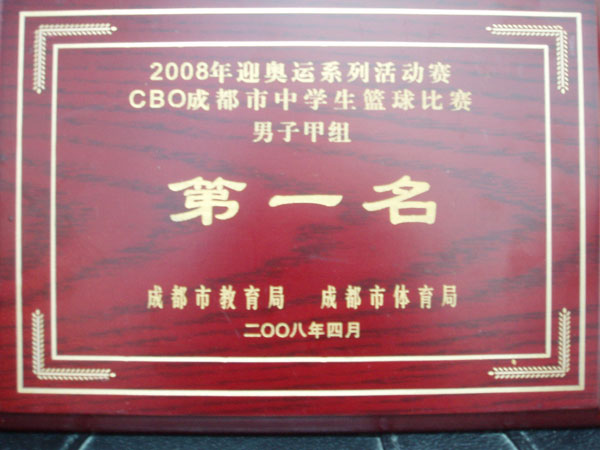 2008年迎奥运系列活动赛
CBO成都市中学生篮球比赛
男子甲组
第一名
成都市教育局 成都市体育局
二OO八年四月